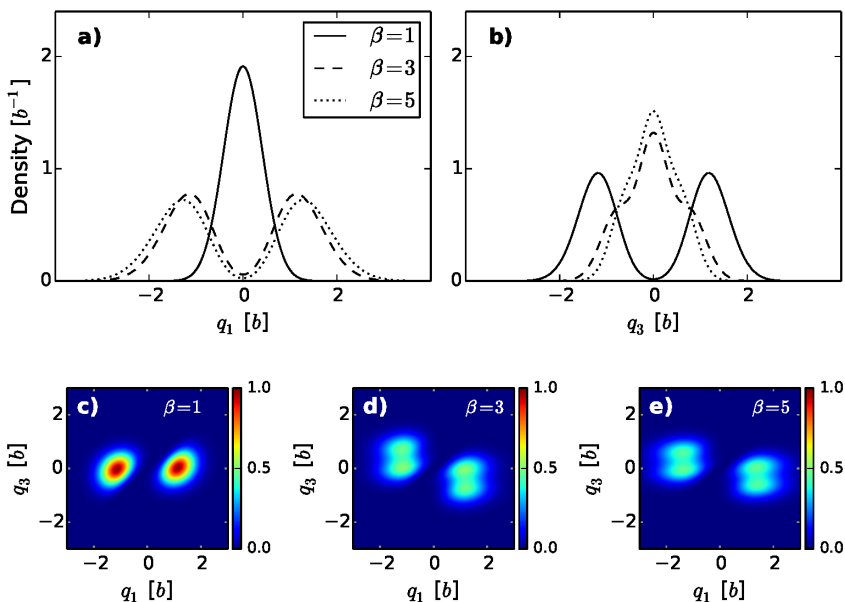 a)
β=1
β=3
β=5
Density [b⁻¹]
2
1
0
−2 0 2
q₁ [b]
b)
2
1
0
−2 0 2
q₃ [b]
c) β=1
2
0
−2
q₃ [b]
−2 0 2
q₁ [b]
1.0
0.5
0.0
d) β=3
2
0
−2
q₃ [b]
−2 0 2
q₁ [b]
1.0
0.5
0.0
e) β=5
2
0
−2
q₃ [b]
−2 0 2
q₁ [b]
1.0
0.5
0.0